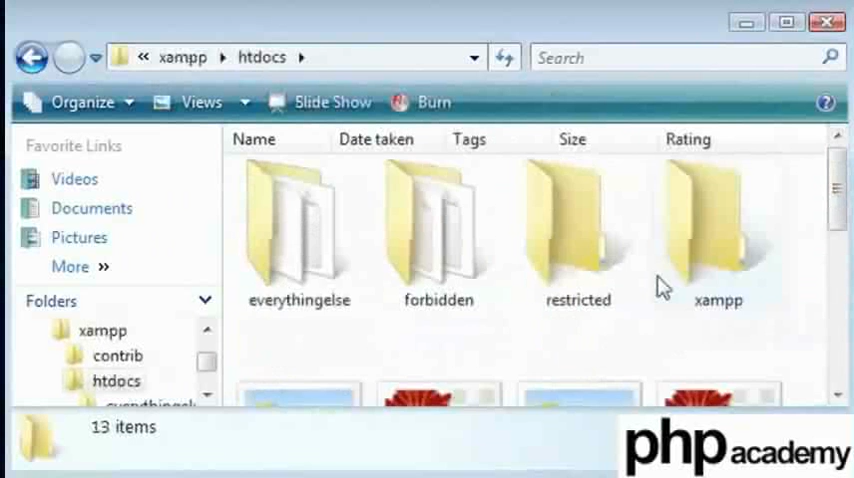 « xampp ▸ htdocs ▸
Search
Organize Views Slide Show Burn ?
Favorite Links
Videos
Documents
Pictures
More »
Folders
xampp
contrib
htdocs
Name Date taken Tags Size Rating
everythingelse forbidden restricted xampp
13 items
php academy